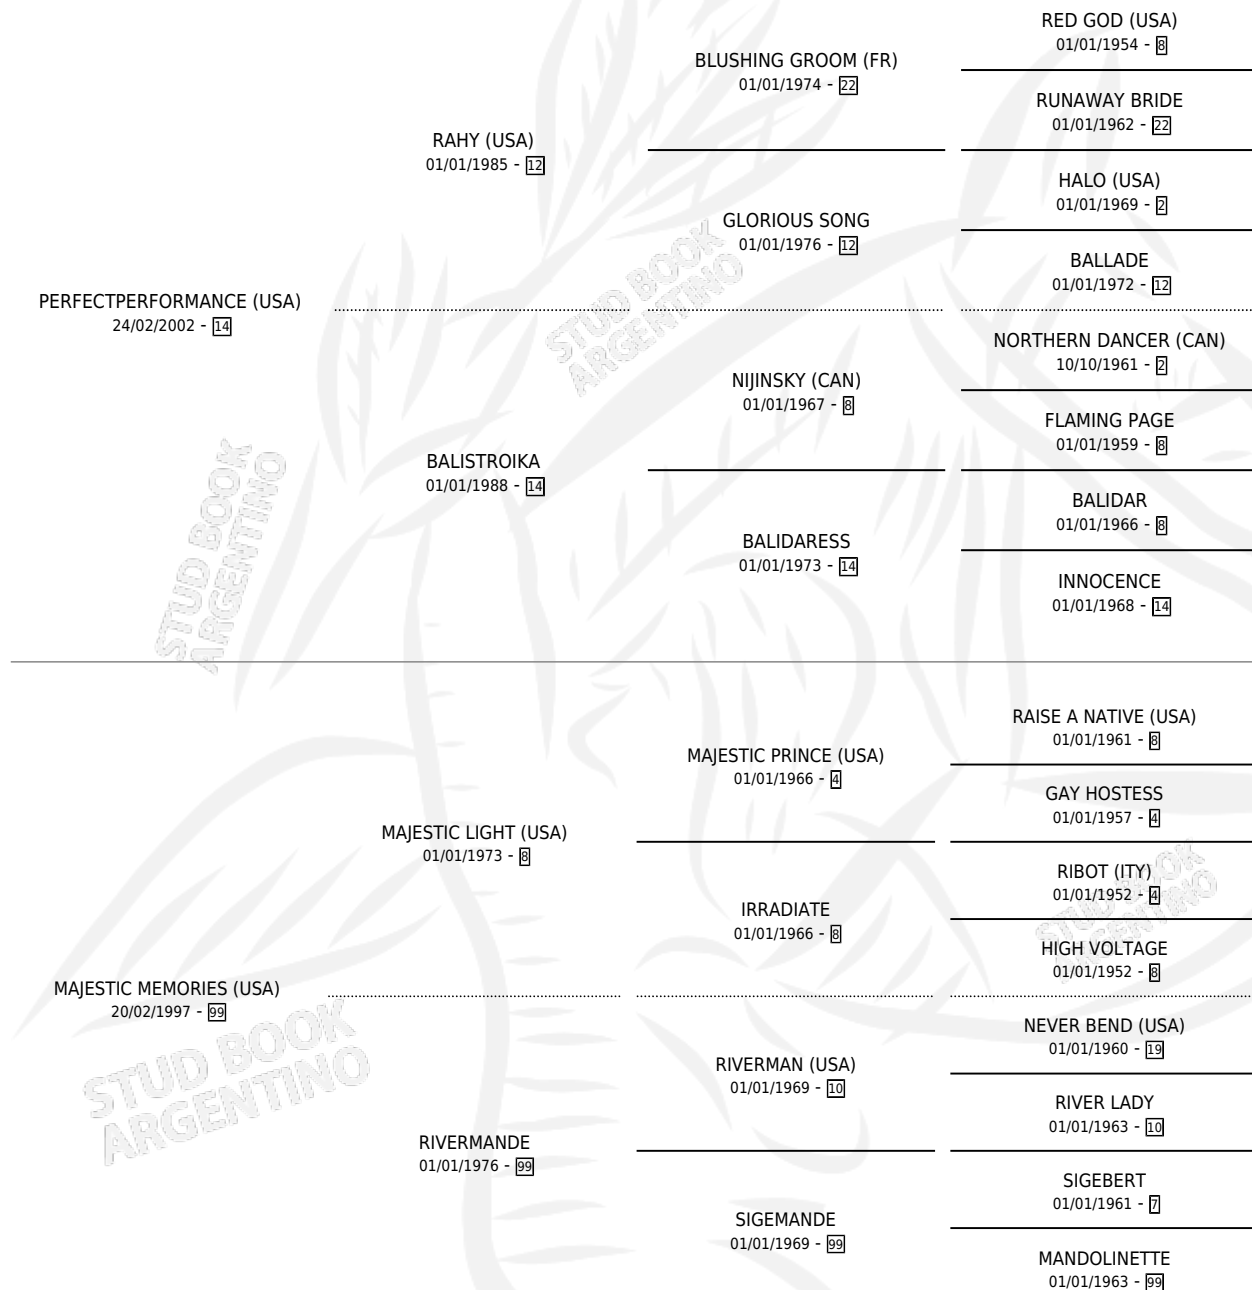 RED GOD (USA)
01/01/1954 - 8
BLUSHING GROOM (FR)
01/01/1974 - 22
RUNAWAY BRIDE
01/01/1962 - 22
RAHY (USA)
01/01/1985 - 12
HALO (USA)
01/01/1969 - 2
GLORIOUS SONG
01/01/1976 - 12
BALLADE
01/01/1972 - 12
PERFECTPERFORMANCE (USA)
24/02/2002 - 14
NORTHERN DANCER (CAN)
10/10/1961 - 2
NIJINSKY (CAN)
01/01/1967 - 8
FLAMING PAGE
01/01/1959 - 8
BALISTROIKA
01/01/1988 - 14
BALIDAR
01/01/1966 - 8
BALIDARESS
01/01/1973 - 14
INNOCENCE
01/01/1968 - 14
RAISE A NATIVE (USA)
01/01/1961 - 8
MAJESTIC PRINCE (USA)
01/01/1966 - 4
GAY HOSTESS
01/01/1957 - 4
MAJESTIC LIGHT (USA)
01/01/1973 - 8
RIBOT (ITY)
01/01/1952 - 4
IRRADIATE
01/01/1966 - 8
HIGH VOLTAGE
01/01/1952 - 8
MAJESTIC MEMORIES (USA)
20/02/1997 - 99
NEVER BEND (USA)
01/01/1960 - 19
RIVERMAN (USA)
01/01/1969 - 10
RIVER LADY
01/01/1963 - 10
RIVERMANDE
01/01/1976 - 99
SIGEBERT
01/01/1961 - 7
SIGEMANDE
01/01/1969 - 99
MANDOLINETTE
01/01/1963 - 99
STUD BOOK
ARGENTINO
STUD BOOK
ARGENTINO
STUD BOOK
ARGENTINO
STUD BOOK
ARGENTINO